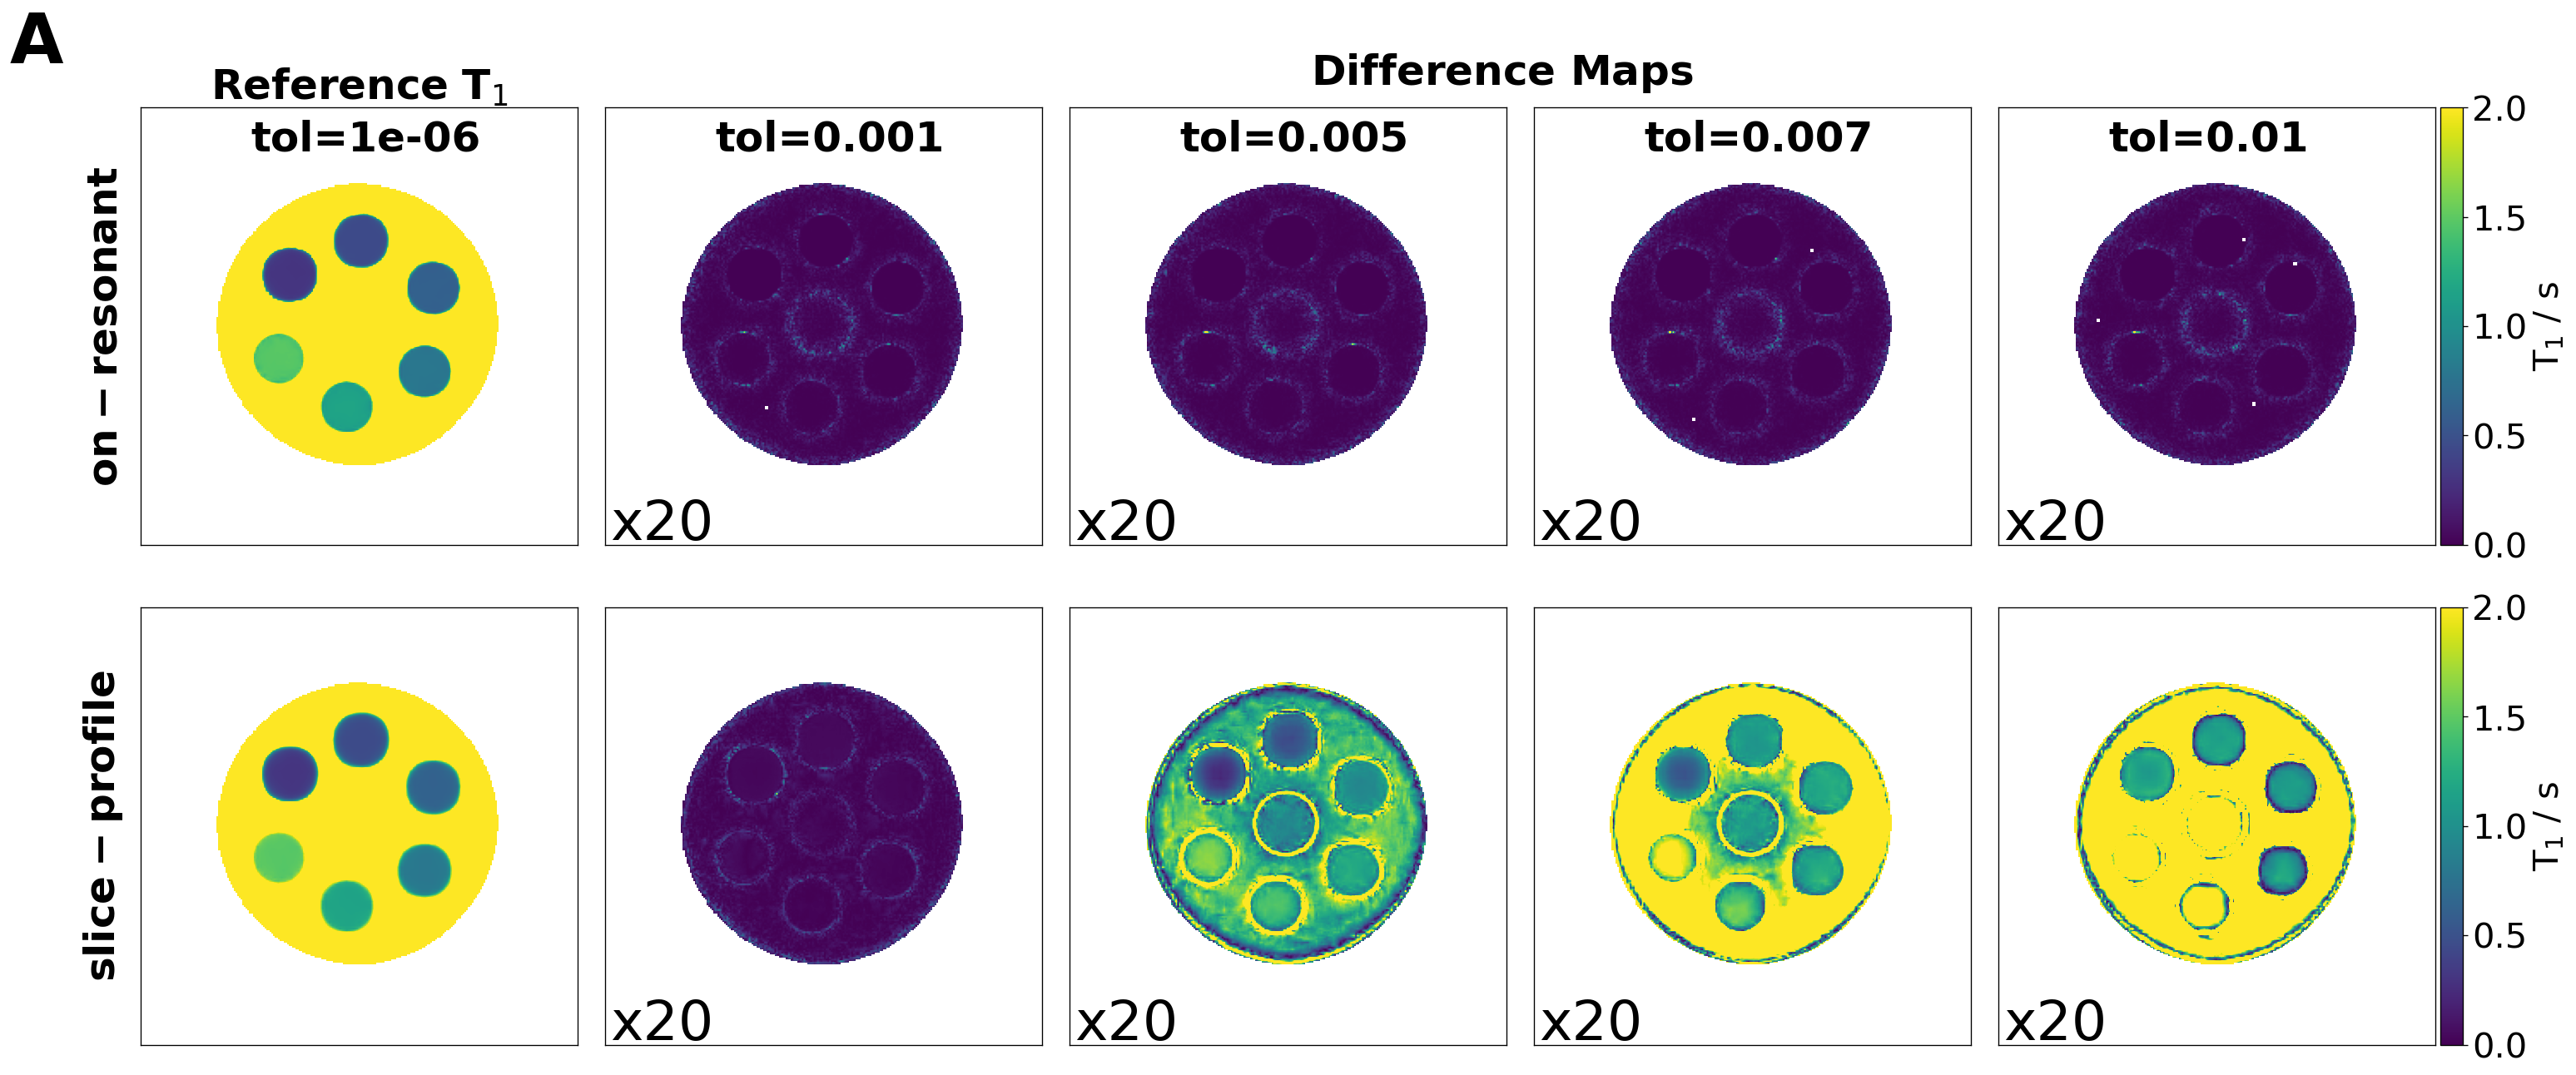 A
Reference T₁
Difference Maps
tol=1e-06
tol=0.001
tol=0.005
tol=0.007
tol=0.01
on − resonant
x20
x20
x20
x20
2.0
1.5
1.0
0.5
0.0
T₁ / s
slice − profile
x20
x20
x20
x20
2.0
1.5
1.0
0.5
0.0
T₁ / s